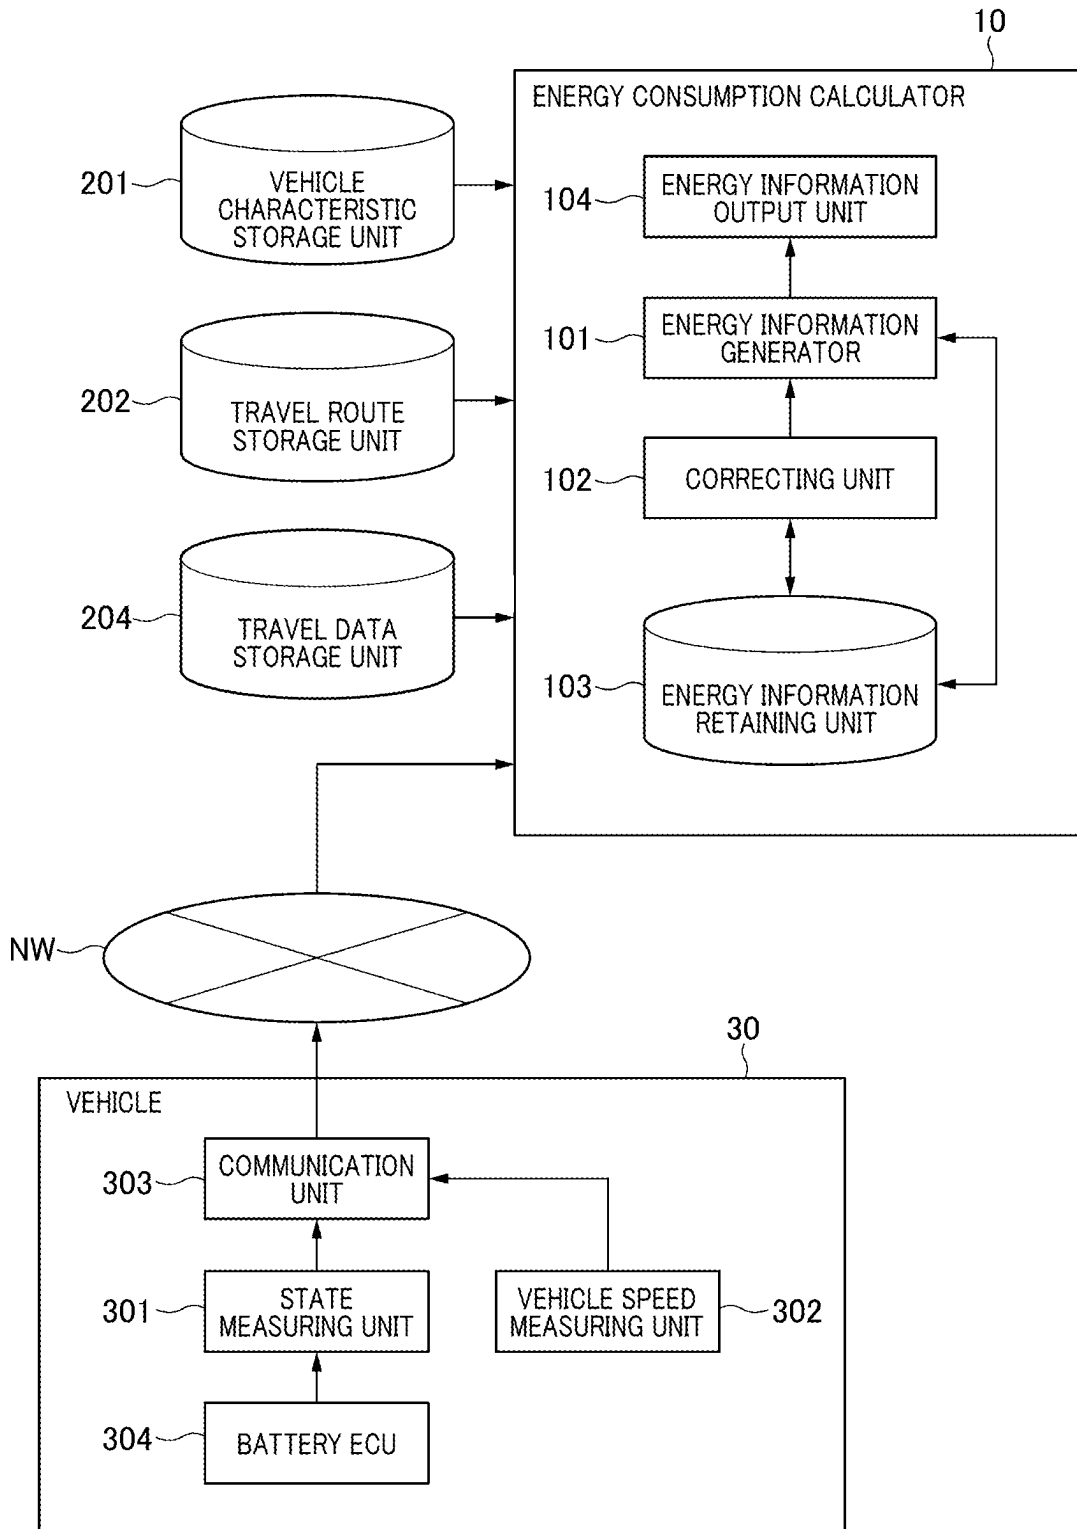 10
ENERGY CONSUMPTION CALCULATOR
201
VEHICLE
CHARACTERISTIC
STORAGE UNIT
104
ENERGY INFORMATION
OUTPUT UNIT
101
ENERGY INFORMATION
GENERATOR
202
TRAVEL ROUTE
STORAGE UNIT
102
CORRECTING UNIT
204
TRAVEL DATA
STORAGE UNIT
103
ENERGY INFORMATION
RETAINING UNIT
NW
30
VEHICLE
303
COMMUNICATION
UNIT
301
STATE
MEASURING UNIT
VEHICLE SPEED
MEASURING UNIT
302
304
BATTERY ECU